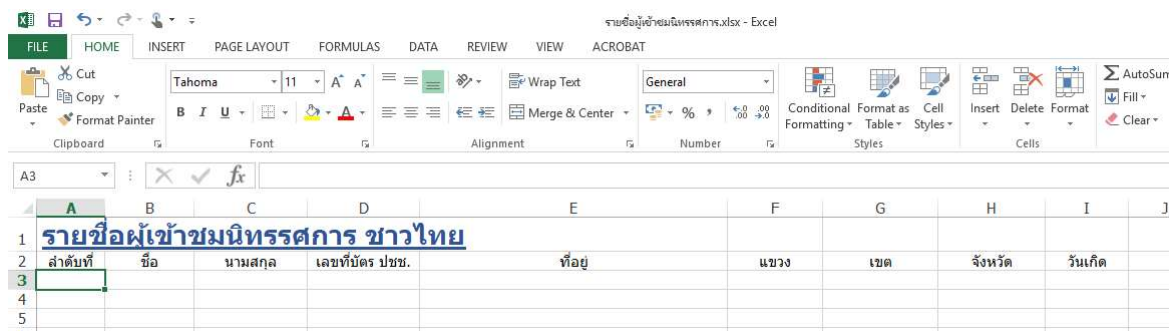 รายชื่อผู้เข้าชมนิทรรศการ.xlsx - Excel
FILE HOME INSERT PAGE LAYOUT FORMULAS DATA REVIEW VIEW ACROBAT
Cut
Copy
Format Painter
Paste
Clipboard
Tahoma 11
B I U
Font
Wrap Text
Merge & Center
Alignment
General
% ,
Number
Conditional Formatting
Format as Table
Cell Styles
Styles
Insert Delete Format
Cells
AutoSum
Fill
Clear
A3 fx
A B C D E F G H I J
1 รายชื่อผู้เข้าชมนิทรรศการ ชาวไทย
2 ลำดับที่ ชื่อ นามสกุล เลขที่บัตร ปชช. ที่อยู่ แขวง เขต จังหวัด วันเกิด
3
4
5